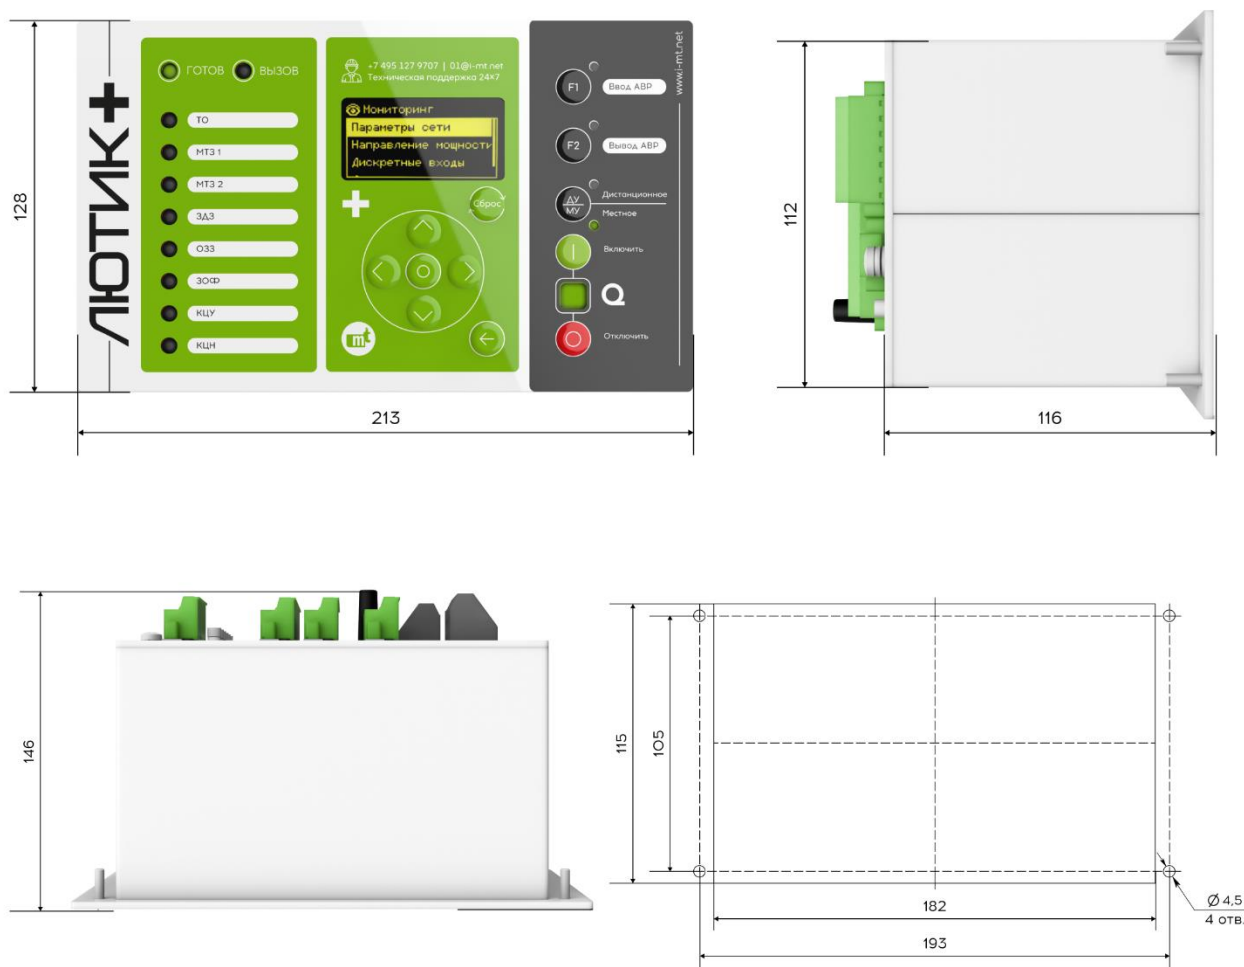 128
ЛЮТИК+
ГОТОВ
ВЫЗОВ
ТО
МТЗ 1
МТЗ 2
ЗДЗ
ОЗЗ
ЗОФ
КЦУ
КЦН
+7 495 127 9707 | 01@i-mt.net
Техническая поддержка 24×7
Мониторинг
Параметры сети
Направление мощности
Дискретные входы
Сброс
mt
F1
Ввод АВР
F2
Вывод АВР
ДУ
МУ
Дистанционное
Местное
Включить
Q
Отключить
www.i-mt.net
213
112
116
146
115
105
182
193
Ø 4,5
4 отв.